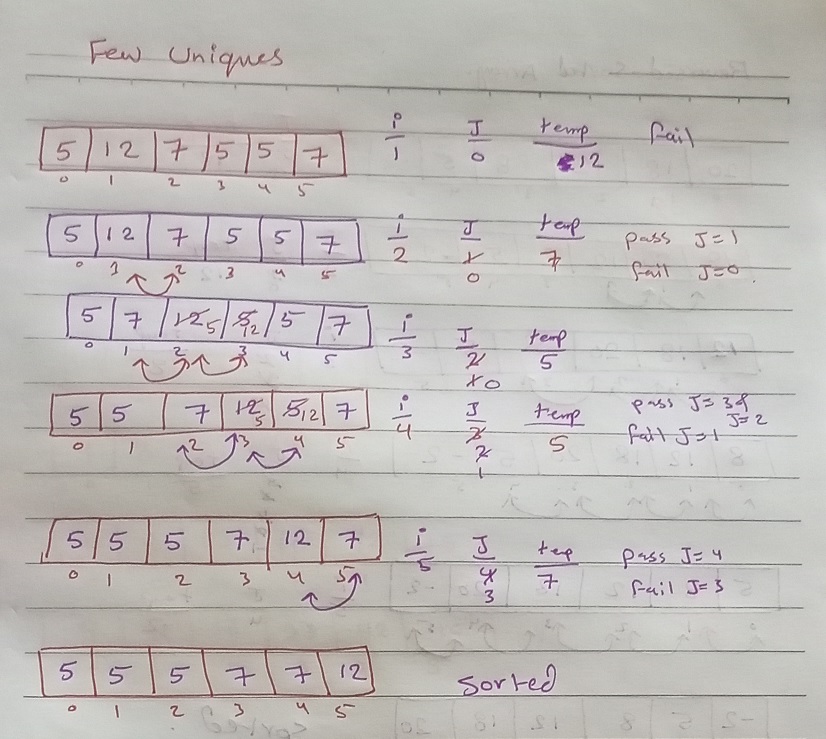 Few Uniques
5 12 7 5 5 7 i J temp fail
0 1 2 3 4 5 1 0 12
5 12 7 5 5 7 i J temp pass J=1
0 1 2 3 4 5 2 1 7 fail J=0
0
5 7 12 5 5 12 5 7 i J temp
0 1 2 3 4 5 3 2 5
1 0
5 5 7 12 5 5 12 7 i J temp pass J=3 & J=2
0 1 2 3 4 5 4 3 5 fail J=1
2
1
5 5 5 7 12 7 i J temp pass J=4
0 1 2 3 4 5 5 4 7 fail J=3
3
5 5 5 7 7 12 Sorted
0 1 2 3 4 5